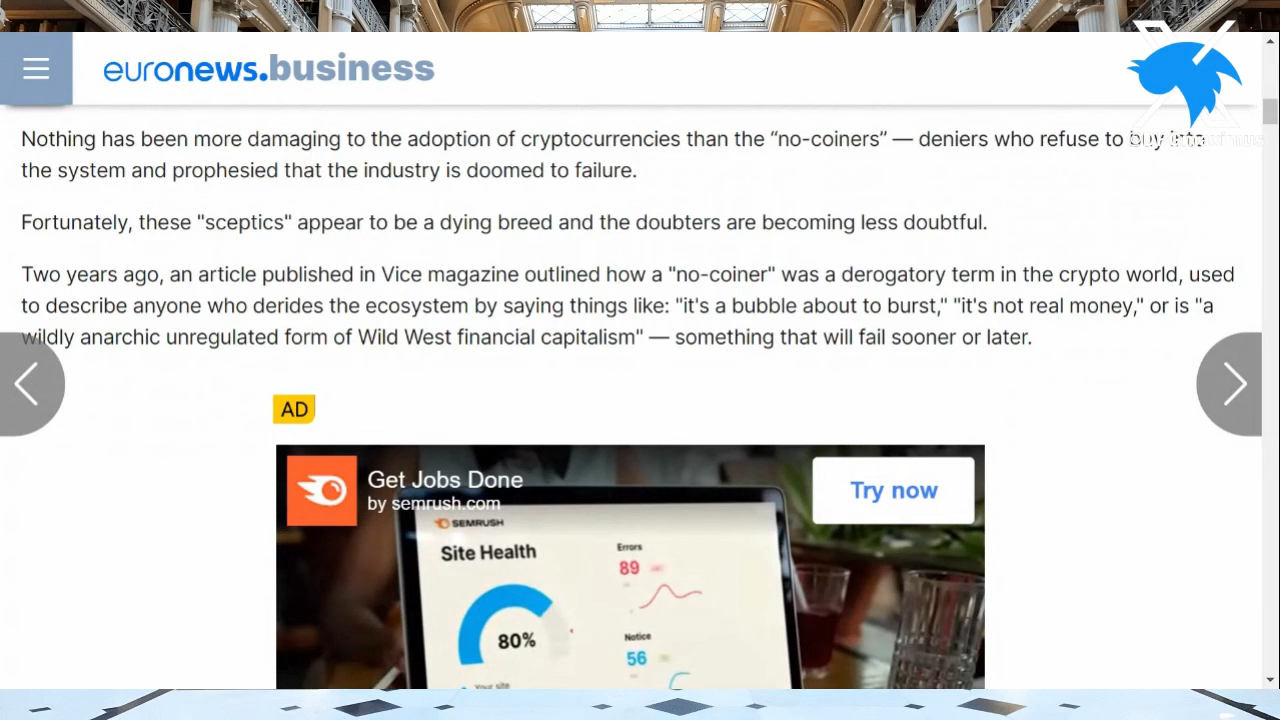 euronews.business
Nothing has been more damaging to the adoption of cryptocurrencies than the “no-coiners” — deniers who refuse to buy into
the system and prophesied that the industry is doomed to failure.
Fortunately, these "sceptics" appear to be a dying breed and the doubters are becoming less doubtful.
Two years ago, an article published in Vice magazine outlined how a "no-coiner" was a derogatory term in the crypto world, used
to describe anyone who derides the ecosystem by saying things like: "it's a bubble about to burst," "it's not real money," or is "a
wildly anarchic unregulated form of Wild West financial capitalism" — something that will fail sooner or later.
AD
Get Jobs Done
by semrush.com
Try now
SEMRUSH
Site Health
Errors
89
80%
Notice
56
Your site